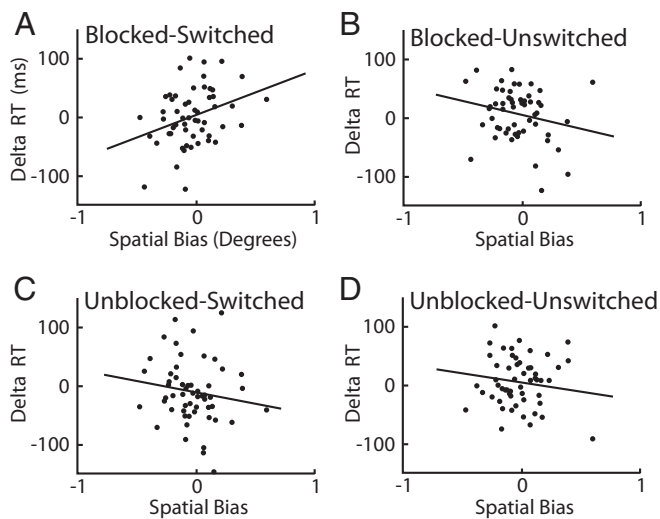 A
Blocked-Switched
100
0
-100
Delta RT (ms)
-1
0
1
Spatial Bias (Degrees)
B
Blocked-Unswitched
100
0
-100
Delta RT
-1
0
1
Spatial Bias
C
Unblocked-Switched
100
0
-100
Delta RT
-1
0
1
Spatial Bias
D
Unblocked-Unswitched
100
0
-100
Delta RT
-1
0
1
Spatial Bias